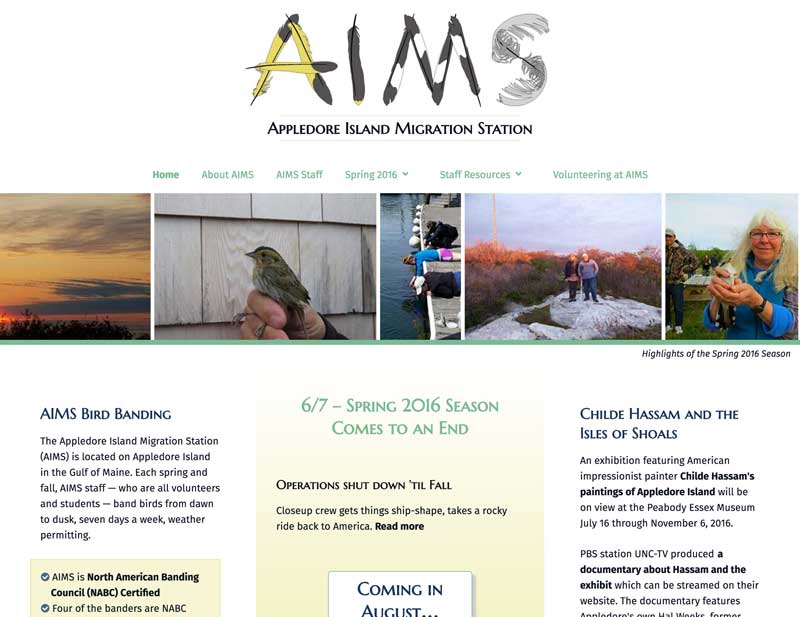 AIMS
Appledore Island Migration Station
Home About AIMS AIMS Staff Spring 2016 Staff Resources Volunteering at AIMS
Highlights of the Spring 2016 Season
AIMS Bird Banding
The Appledore Island Migration Station
(AIMS) is located on Appledore Island
in the Gulf of Maine. Each spring and
fall, AIMS staff — who are all volunteers
and students — band birds from dawn
to dusk, seven days a week, weather
permitting.
AIMS is North American Banding
Council (NABC) Certified
Four of the banders are NABC
6/7 – Spring 2016 Season
Comes to an End
Operations shut down 'til Fall
Closeup crew gets things ship-shape, takes a rocky
ride back to America. Read more
Coming in
August...
Childe Hassam and the
Isles of Shoals
An exhibition featuring American
impressionist painter Childe Hassam's
paintings of Appledore Island will be
on view at the Peabody Essex Museum
July 16 through November 6, 2016.
PBS station UNC-TV produced a
documentary about Hassam and the
exhibit which can be streamed on their
website. The documentary features
Appledore's own Hal Weeks, former